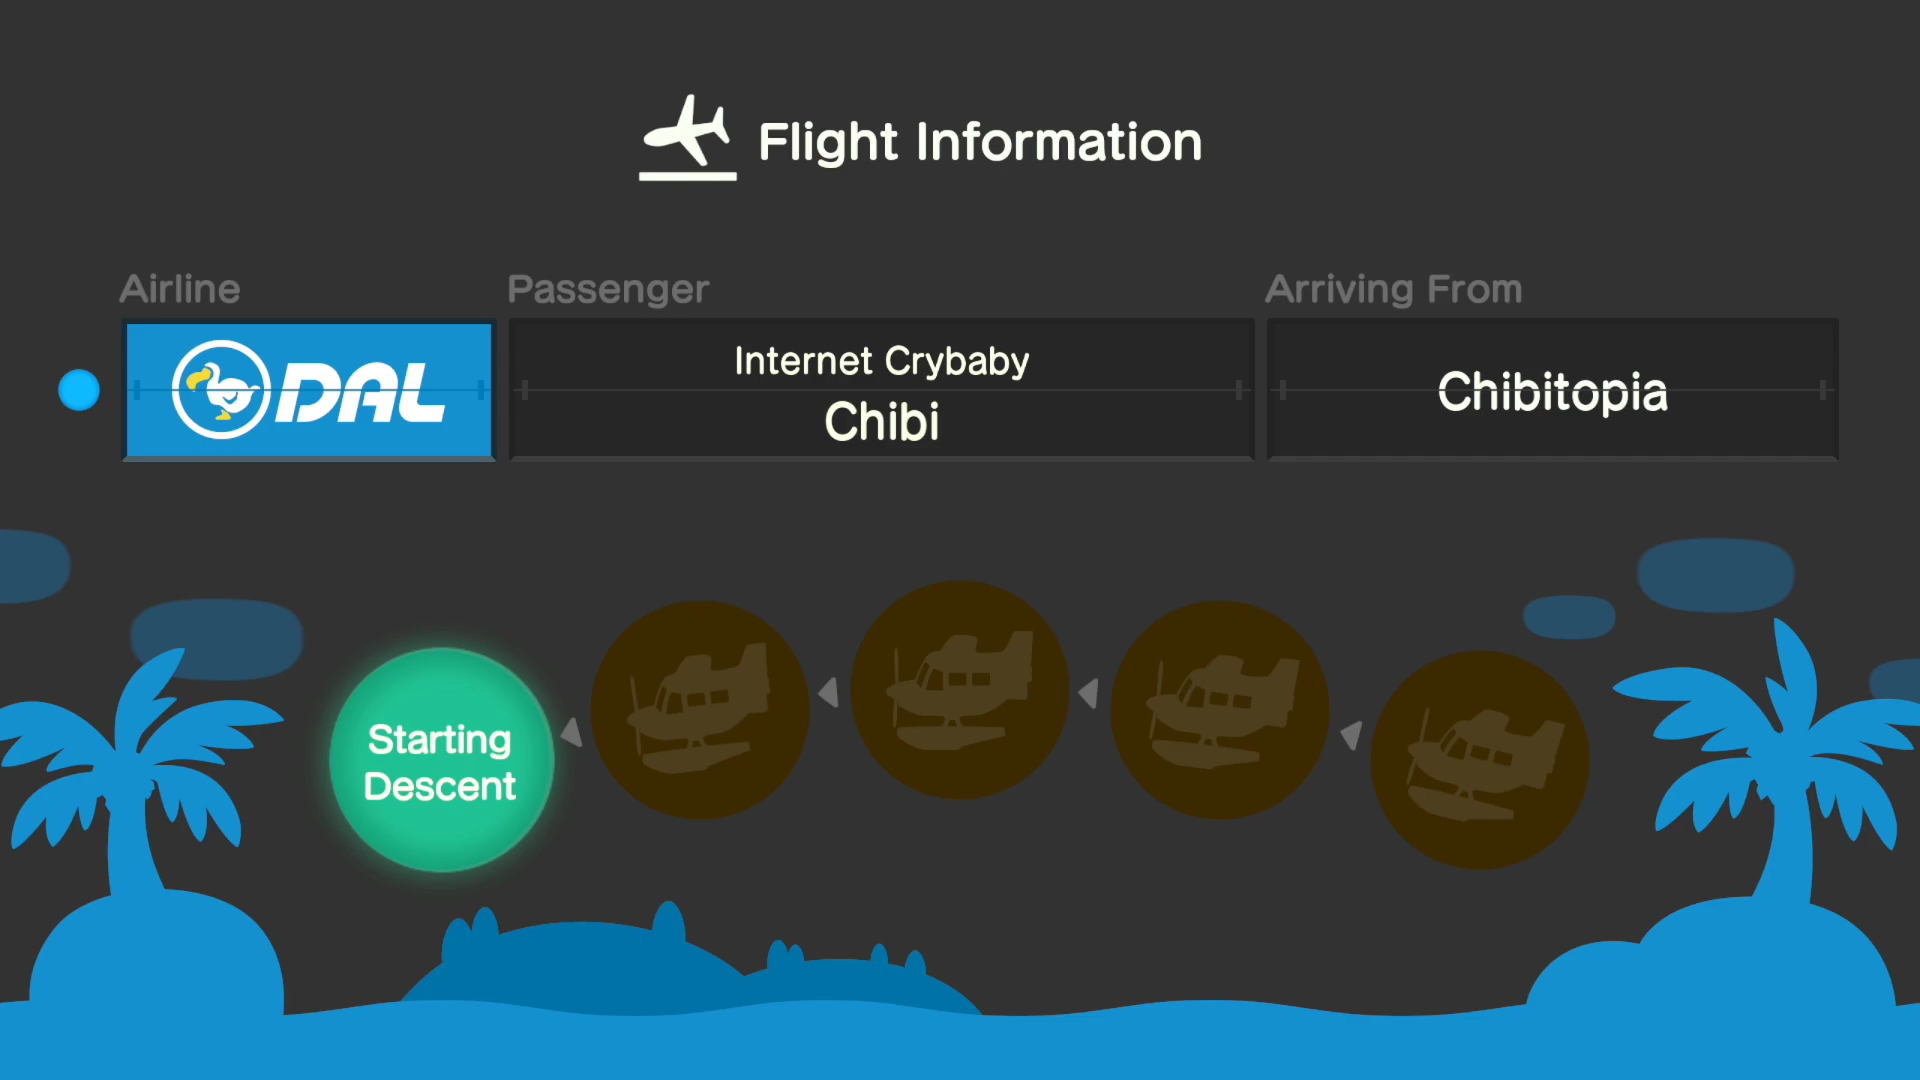 Flight Information
Airline
Passenger
Arriving From
DAL
Internet Crybaby
Chibi
Chibitopia
Starting
Descent